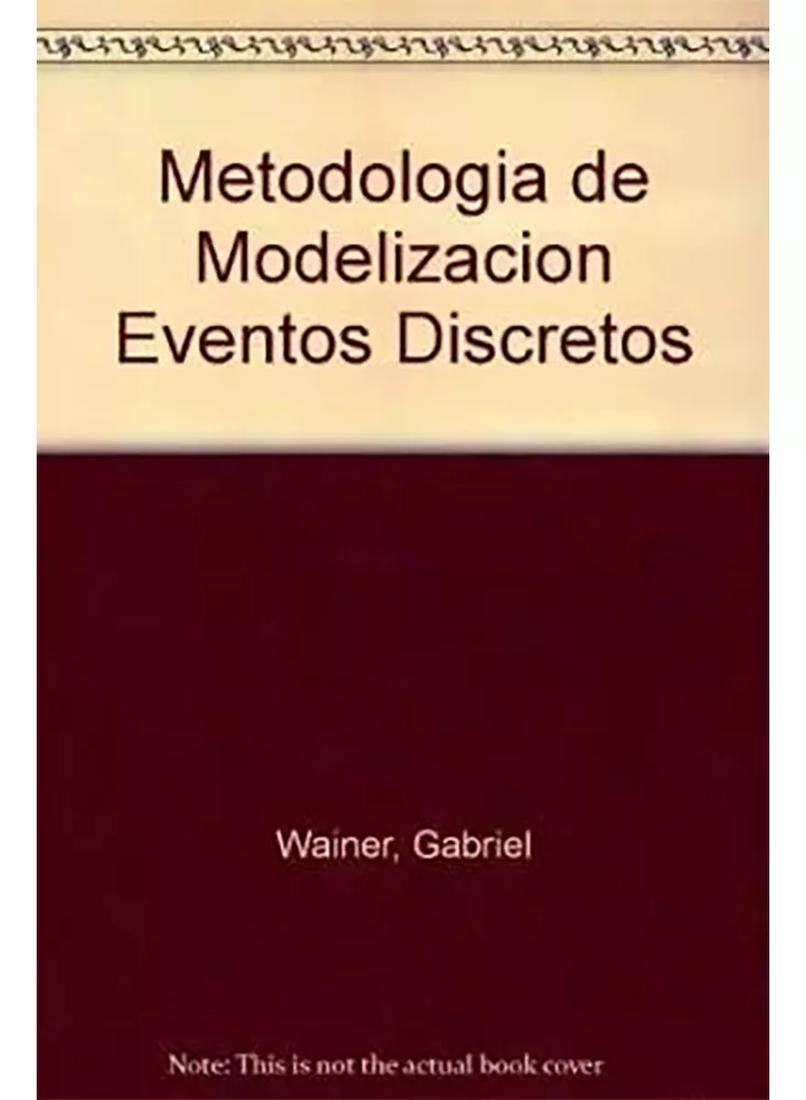 Metodologia de
Modelizacion
Eventos Discretos
Wainer, Gabriel
Note: This is not the actual book cover